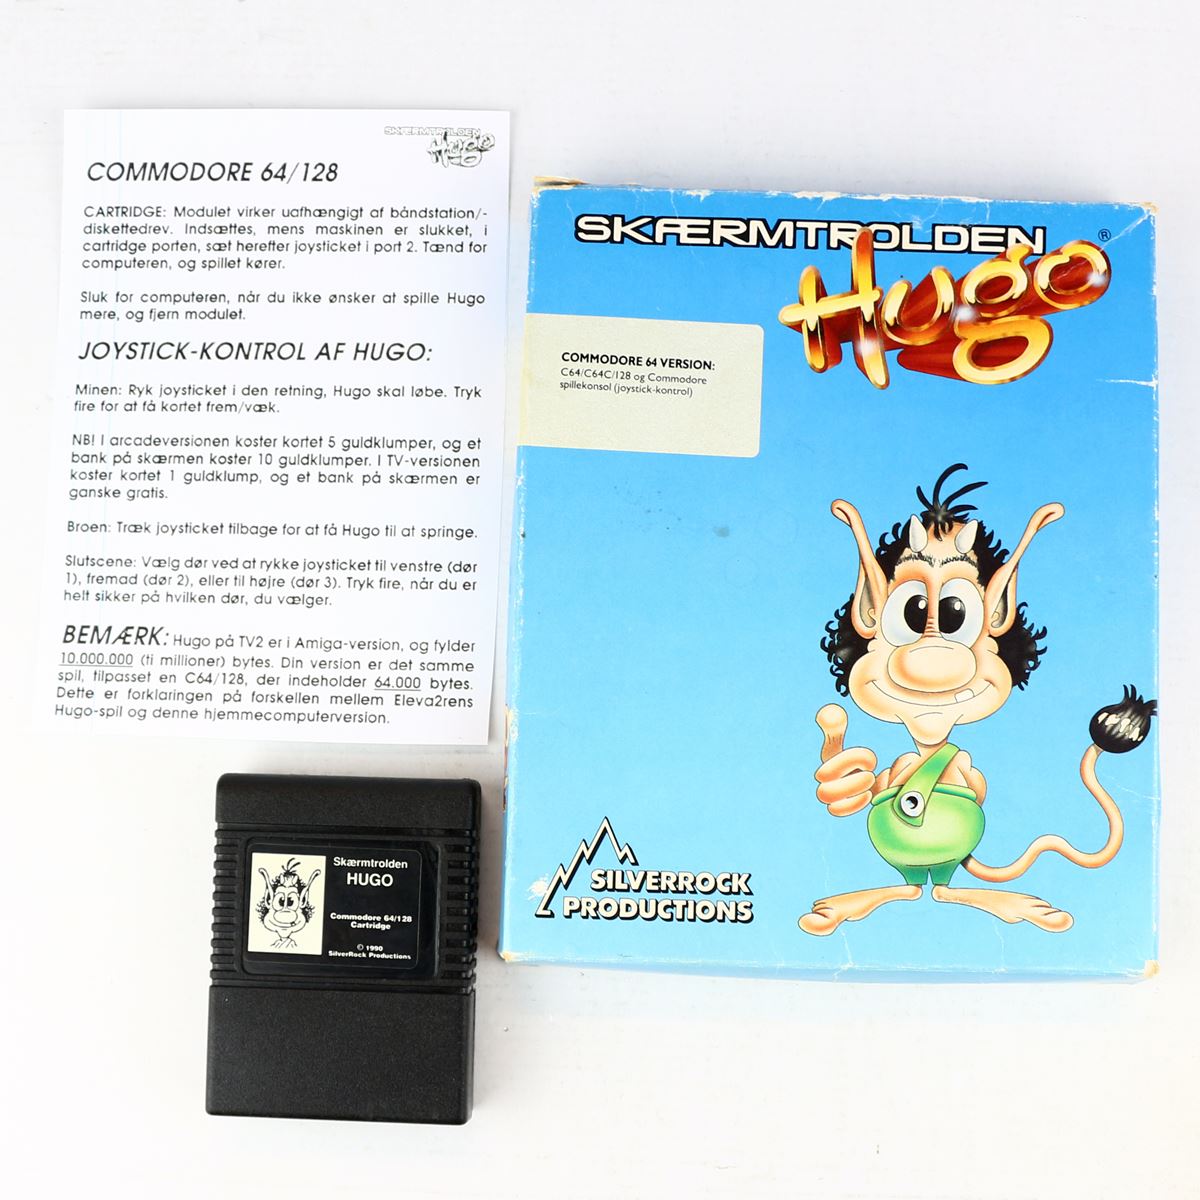 SKÆRMTROLDEN
Hugo
COMMODORE 64/128
CARTRIDGE: Modulet virker uafhængigt af båndstation/-
diskettedrev. Indsættes, mens maskinen er slukket, i
cartridge porten, sæt herefter joysticket i port 2. Tænd for
computeren, og spillet kører.
Sluk for computeren, når du ikke ønsker at spille Hugo
mere, og fjern modulet.
JOYSTICK-KONTROL AF HUGO:
Minen: Ryk joysticket i den retning, Hugo skal løbe. Tryk
fire for at få kortet frem/væk.
NB! I arcadeversionen koster kortet 5 guldklumper, og et
bank på skærmen koster 10 guldklumper. I TV-versionen
koster kortet 1 guldklump, og et bank på skærmen er
ganske gratis.
Broen: Træk joysticket tilbage for at få Hugo til at springe.
Slutscene: Vælg dør ved at rykke joysticket til venstre (dør
1), fremad (dør 2), eller til højre (dør 3). Tryk fire, når du er
helt sikker på hvilken dør, du vælger.
BEMÆRK: Hugo på TV2 er i Amiga-version, og fylder
10.000.000 (ti millioner) bytes. Din version er det samme
spil, tilpasset en C64/128, der indeholder 64.000 bytes.
Dette er forklaringen på forskellen mellem Eleva2rens
Hugo-spil og denne hjemmecomputerversion.
SKÆRMTROLDEN
Hugo®
COMMODORE 64 VERSION:
C64/C64C/128 og Commodore
spillekonsol (joystick-kontrol)
SILVERROCK
PRODUCTIONS
Skærmtrolden
HUGO
Commodore 64/128
Cartridge
© 1990
SilverRock Productions